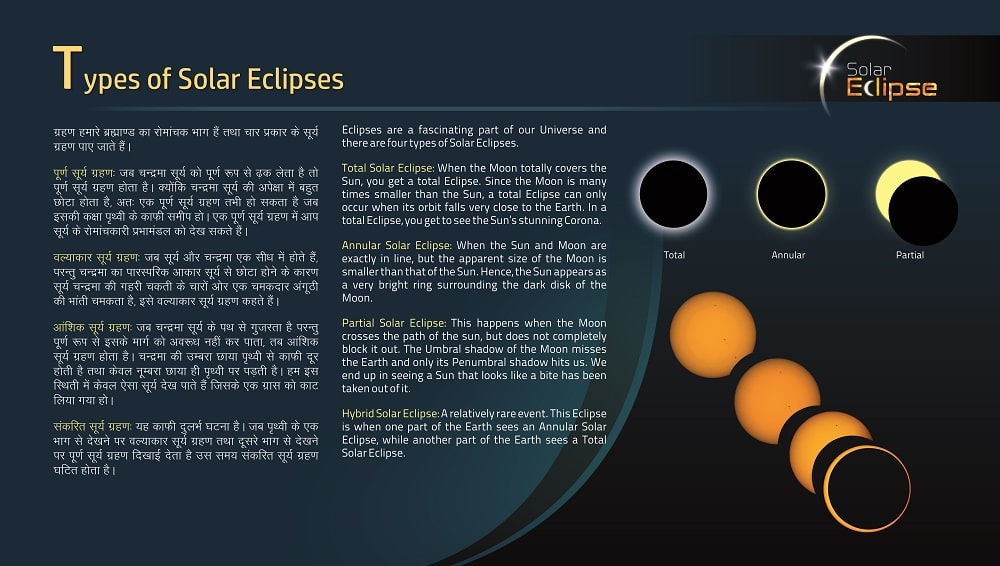 Types of Solar Eclipses
Solar
Eclipse
ग्रहण हमारे ब्रह्माण्ड का रोमांचक भाग हैं तथा चार प्रकार के सूर्य
ग्रहण पाए जाते हैं।
पूर्ण सूर्य ग्रहण: जब चन्द्रमा सूर्य को पूर्ण रूप से ढ़क लेता है तो
पूर्ण सूर्य ग्रहण होता है। क्योंकि चन्द्रमा सूर्य की अपेक्षा में बहुत
छोटा होता है, अतः एक पूर्ण सूर्य ग्रहण तभी हो सकता है जब
इसकी कक्षा पृथ्वी के काफी समीप हो। एक पूर्ण सूर्य ग्रहण में आप
सूर्य के रोमांचकारी प्रभामंडल को देख सकते हैं।
वल्याकार सूर्य ग्रहण: जब सूर्य और चन्द्रमा एक सीध में होते हैं,
परन्तु चन्द्रमा का पारस्परिक आकार सूर्य से छोटा होने के कारण
सूर्य चन्द्रमा की गहरी चकती के चारों ओर एक चमकदार अंगूठी
की भांती चमकता है, इसे वल्याकार सूर्य ग्रहण कहते हैं।
आंशिक सूर्य ग्रहण: जब चन्द्रमा सूर्य के पथ से गुजरता है परन्तु
पूर्ण रूप से इसके मार्ग को अवरूध नहीं कर पाता, तब आंशिक
सूर्य ग्रहण होता है। चन्द्रमा की उम्बरा छाया पृथ्वी से काफी दूर
होती है तथा केवल नूम्बरा छाया ही पृथ्वी पर पड़ती है। हम इस
स्थिती में केवल ऐसा सूर्य देख पाते हैं जिसके एक ग्रास को काट
लिया गया हो।
संकरित सूर्य ग्रहण: यह काफी दुलर्भ घटना है। जब पृथ्वी के एक
भाग से देखने पर वल्याकार सूर्य ग्रहण तथा दूसरे भाग से देखने
पर पूर्ण सूर्य ग्रहण दिखाई देता है उस समय संकरित सूर्य ग्रहण
घटित होता है।
Eclipses are a fascinating part of our Universe and
there are four types of Solar Eclipses.
Total Solar Eclipse: When the Moon totally covers the
Sun, you get a total Eclipse. Since the Moon is many
times smaller than the Sun, a total Eclipse can only
occur when its orbit falls very close to the Earth. In a
total Eclipse, you get to see the Sun's stunning Corona.
Annular Solar Eclipse: When the Sun and Moon are
exactly in line, but the apparent size of the Moon is
smaller than that of the Sun. Hence, the Sun appears as
a very bright ring surrounding the dark disk of the
Moon.
Partial Solar Eclipse: This happens when the Moon
crosses the path of the sun, but does not completely
block it out. The Umbral shadow of the Moon misses
the Earth and only its Penumbral shadow hits us. We
end up in seeing a Sun that looks like a bite has been
taken out of it.
Hybrid Solar Eclipse: A relatively rare event. This Eclipse
is when one part of the Earth sees an Annular Solar
Eclipse, while another part of the Earth sees a Total
Solar Eclipse.
Total
Annular
Partial